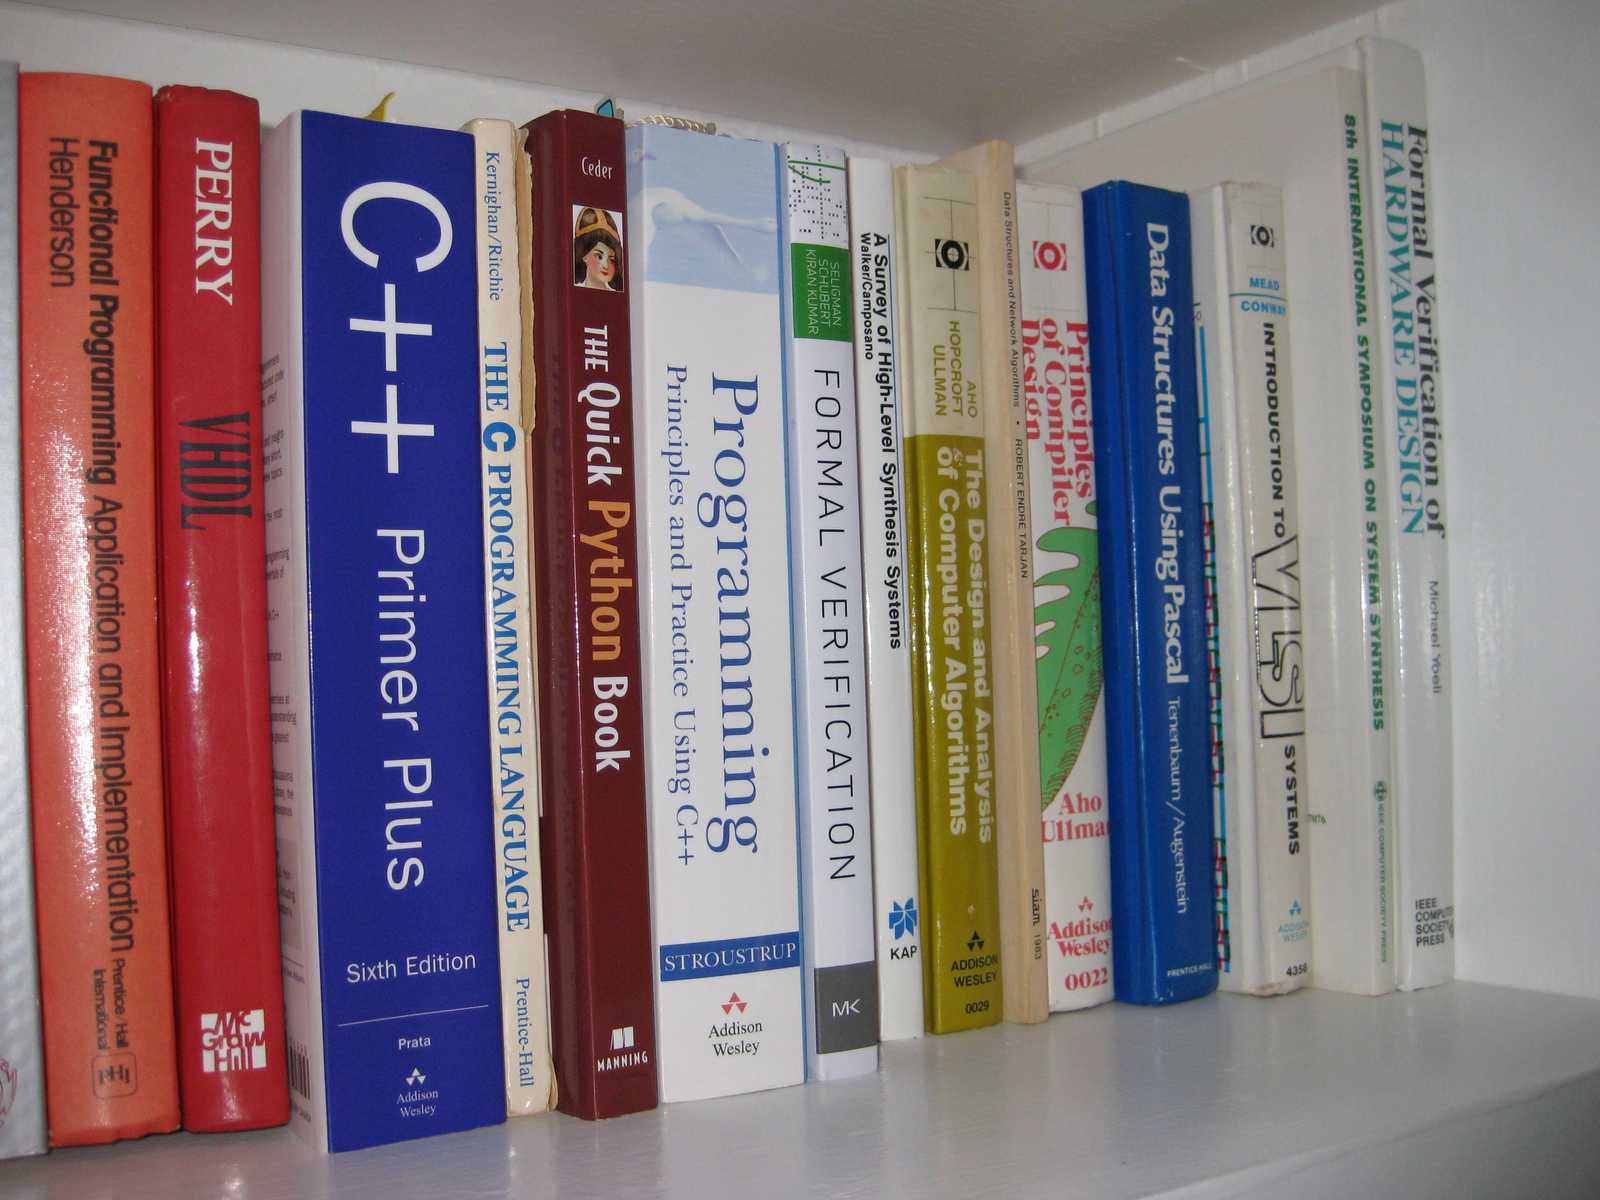 Functional Programming Application and Implementation
Henderson
Prentice Hall
International
PERRY
VHDL
Mc
Graw
Hill
C++ Primer Plus
Sixth Edition
Prata
Addison
Wesley
Kernighan/Ritchie
THE C PROGRAMMING LANGUAGE
Prentice-Hall
Ceder
THE Quick Python Book
MANNING
Programming
Principles and Practice Using C++
STROUSTRUP
Addison
Wesley
SELIGMAN
SCHUBERT
KIRAN KUMAR
FORMAL VERIFICATION
MK
A Survey of High-Level Synthesis Systems
Walker/Camposano
KAP
AHO
HOPCROFT
ULLMAN
The Design and Analysis
of Computer Algorithms
ADDISON
WESLEY
0029
Data Structures and Network Algorithms • ROBERT ENDRE TARJAN
siam 1983
Principles
of Compiler
Design
Aho
Ullman
Addison
Wesley
0022
Data Structures Using Pascal Tenenbaum/Augenstein
PRENTICE-HALL
MEAD
CONWAY
INTRODUCTION TO VLSI SYSTEMS
ADDISON
WESLEY
4358
8th INTERNATIONAL SYMPOSIUM ON SYSTEM SYNTHESIS
IEEE COMPUTER SOCIETY PRESS
Formal Verification of
HARDWARE DESIGN
Michael Yoeli
IEEE
COMPUTER
SOCIETY
PRESS